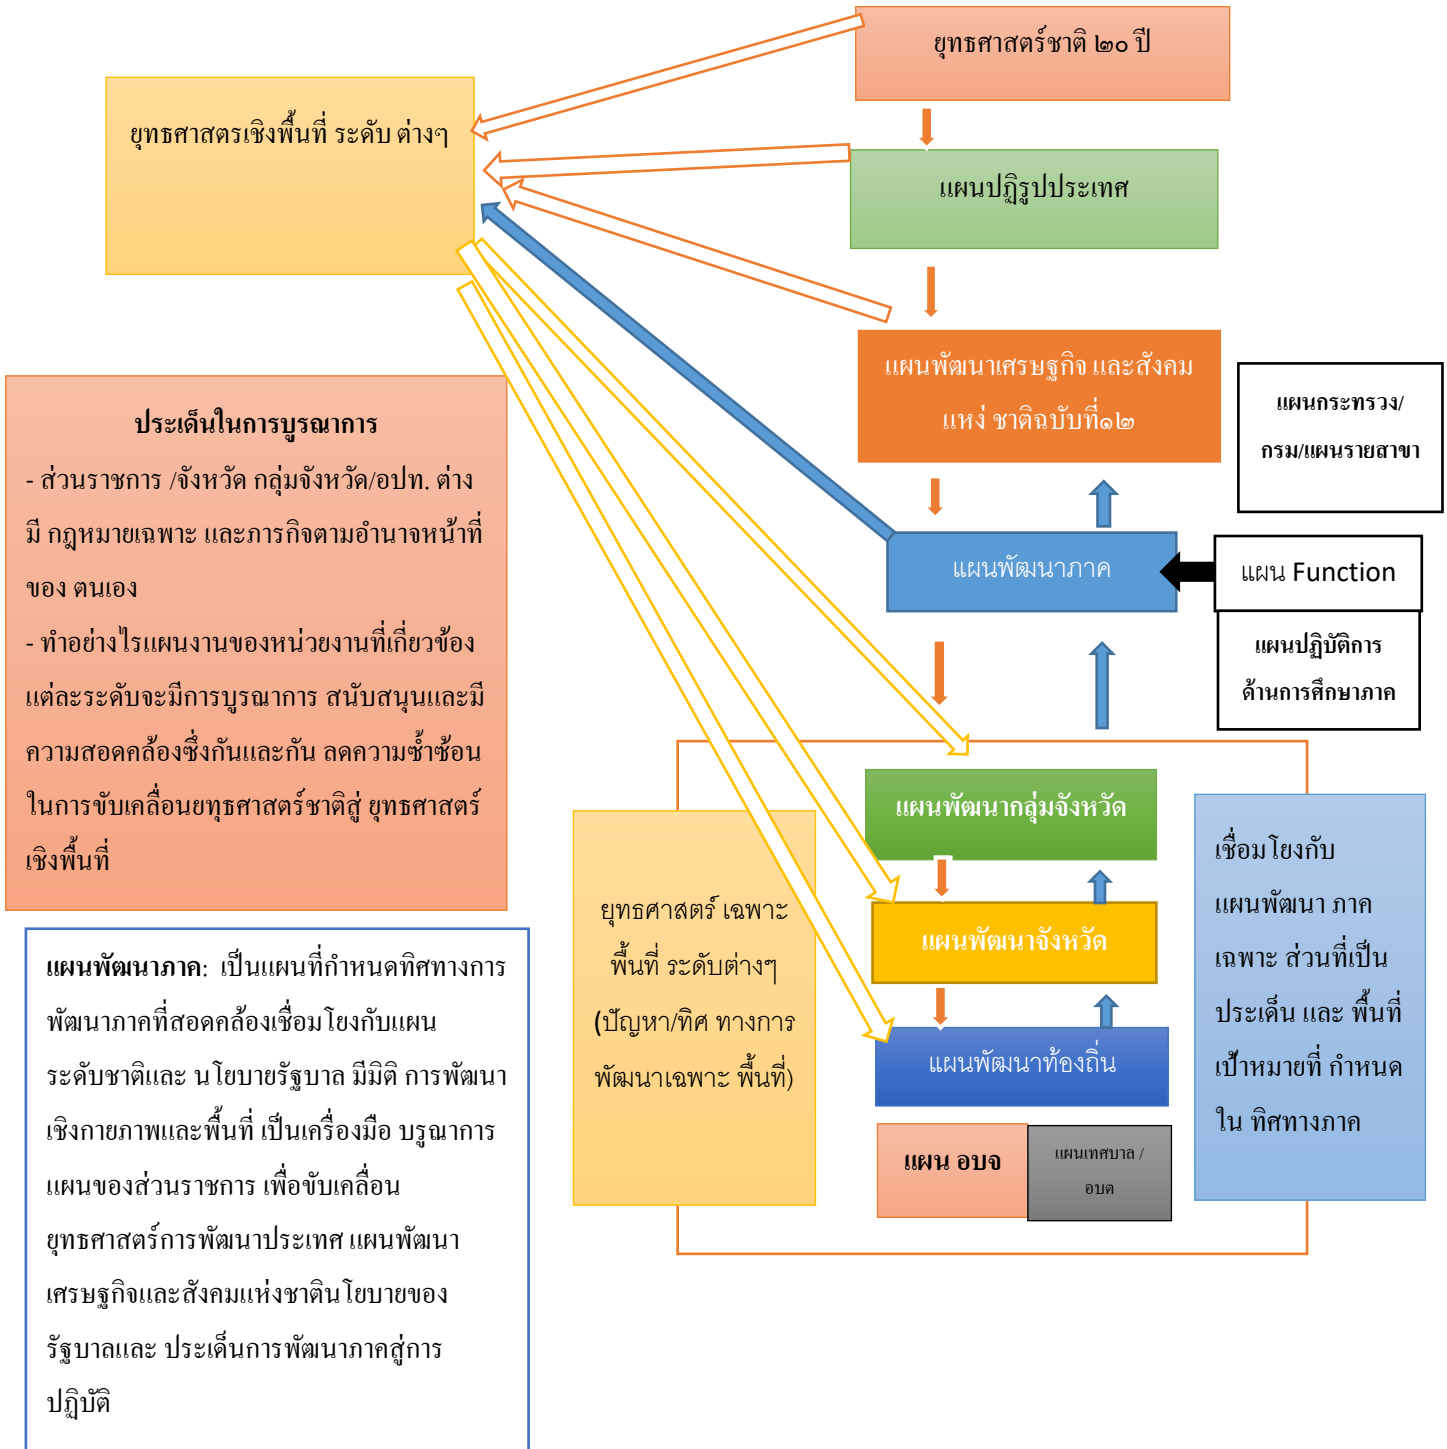 ยุทธศาสตร์ชาติ ๒๐ ปี
ยุทธศาสตรเชิงพื้นที่ ระดับ ต่างๆ
แผนปฏิรูปประเทศ
แผนพัฒนาเศรษฐกิจ และสังคม
แหง่ ชาติฉบับที่๑๒
แผนกระทรวง/
กรม/แผนรายสาขา
แผนพัฒนาภาค
แผน Function
แผนปฏิบัติการ
ด้านการศึกษาภาค
ประเด็นในการบูรณาการ
- ส่วนราชการ /จังหวัด กลุ่มจังหวัด/อปท. ต่าง
มี กฎหมายเฉพาะ และภารกิจตามอำนาจหน้าที่
ของ ตนเอง
- ทำอย่างไรแผนงานของหน่วยงานที่เกี่ยวข้อง
แต่ละระดับจะมีการบูรณาการ สนับสนุนและมี
ความสอดคล้องซึ่งกันและกัน ลดความซ้ำซ้อน
ในการขับเคลื่อนยทุธศาสตร์ชาติสู่ ยุทธศาสตร์
เชิงพื้นที่
แผนพัฒนากลุ่มจังหวัด
แผนพัฒนาจังหวัด
แผนพัฒนาท้องถิ่น
แผน อบจ
แผนเทศบาล /
อบต
ยุทธศาสตร์ เฉพาะ
พื้นที่ ระดับต่างๆ
(ปัญหา/ทิศ ทางการ
พัฒนาเฉพาะ พื้นที่)
เชื่อมโยงกับ
แผนพัฒนา ภาค
เฉพาะ ส่วนที่เป็น
ประเด็น และ พื้นที่
เป้าหมายที่ กำหนด
ใน ทิศทางภาค
แผนพัฒนาภาค: เป็นแผนที่กำหนดทิศทางการ
พัฒนาภาคที่สอดคล้องเชื่อมโยงกับแผน
ระดับชาติและ นโยบายรัฐบาล มีมิติ การพัฒนา
เชิงกายภาพและพื้นที่ เป็นเครื่องมือ บรูณาการ
แผนของส่วนราชการ เพื่อขับเคลื่อน
ยุทธศาสตร์การพัฒนาประเทศ แผนพัฒนา
เศรษฐกิจและสังคมแห่งชาตินโยบายของ
รัฐบาลและ ประเด็นการพัฒนาภาคสู่การ
ปฏิบัติ